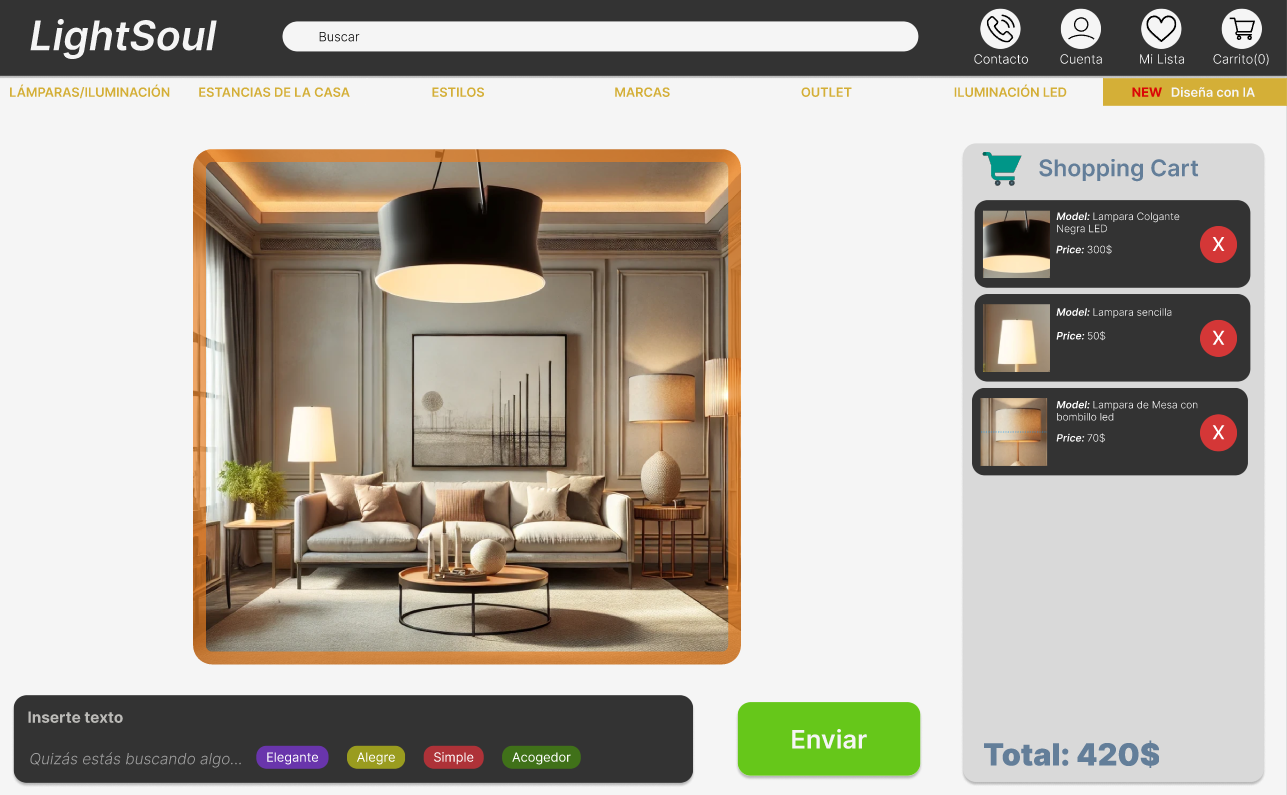 LightSoul
Buscar
Contacto
Cuenta
Mi Lista
Carrito(0)
LÁMPARAS/ILUMINACIÓN
ESTANCIAS DE LA CASA
ESTILOS
MARCAS
OUTLET
ILUMINACIÓN LED
NEW Diseña con IA
Shopping Cart
Model: Lampara Colgante
Negra LED
Price: 300$
X
Model: Lampara sencilla
Price: 50$
X
Model: Lampara de Mesa con
bombillo led
Price: 70$
X
Total: 420$
Inserte texto
Quizás estás buscando algo...
Elegante
Alegre
Simple
Acogedor
Enviar